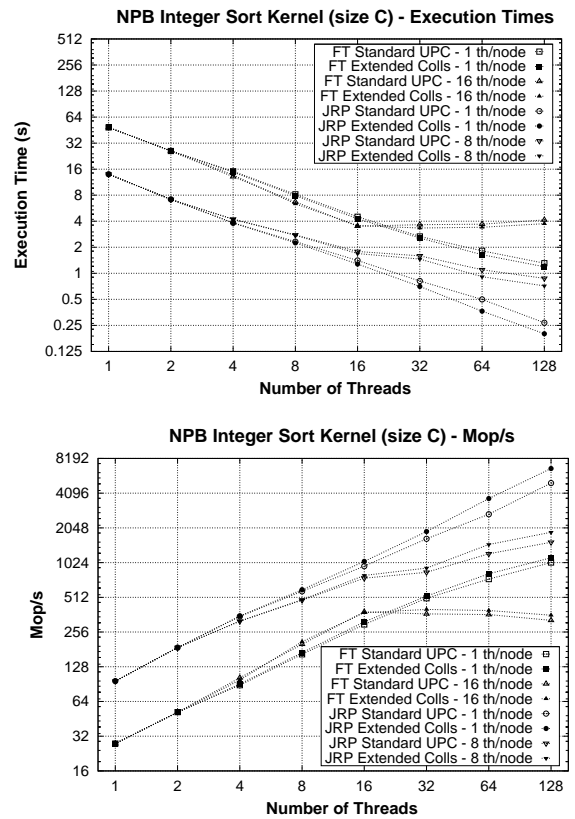 NPB Integer Sort Kernel (size C) - Execution Times
512
256
128
64
32
16
8
4
2
1
0.5
0.25
0.125
Execution Time (s)
FT Standard UPC - 1 th/node
FT Extended Colls - 1 th/node
FT Standard UPC - 16 th/node
FT Extended Colls - 16 th/node
JRP Standard UPC - 1 th/node
JRP Extended Colls - 1 th/node
JRP Standard UPC - 8 th/node
JRP Extended Colls - 8 th/node
1 2 4 8 16 32 64 128
Number of Threads
NPB Integer Sort Kernel (size C) - Mop/s
8192
4096
2048
1024
512
256
128
64
32
16
Mop/s
FT Standard UPC - 1 th/node
FT Extended Colls - 1 th/node
FT Standard UPC - 16 th/node
FT Extended Colls - 16 th/node
JRP Standard UPC - 1 th/node
JRP Extended Colls - 1 th/node
JRP Standard UPC - 8 th/node
JRP Extended Colls - 8 th/node
1 2 4 8 16 32 64 128
Number of Threads